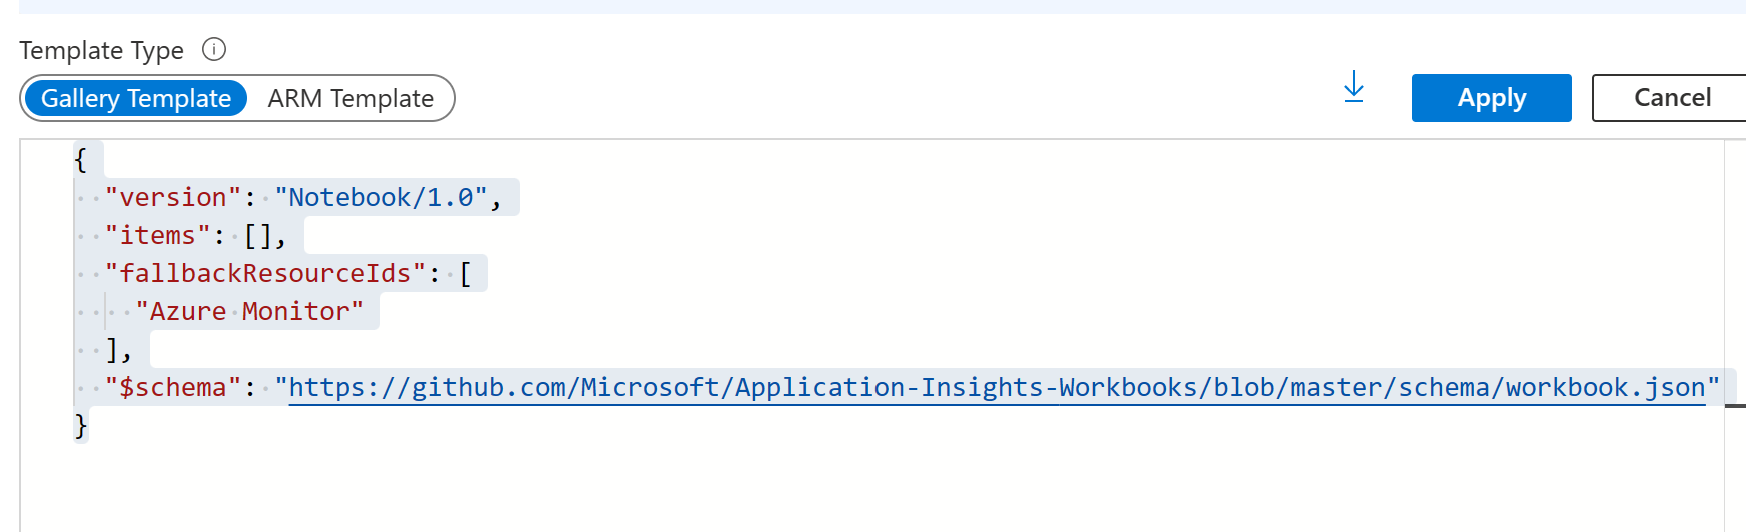 Template Type
Gallery Template ARM Template Apply Cancel
{
"version": "Notebook/1.0",
"items": [],
"fallbackResourceIds": [
"Azure Monitor"
],
"$schema": "https://github.com/Microsoft/Application-Insights-Workbooks/blob/master/schema/workbook.json"
}